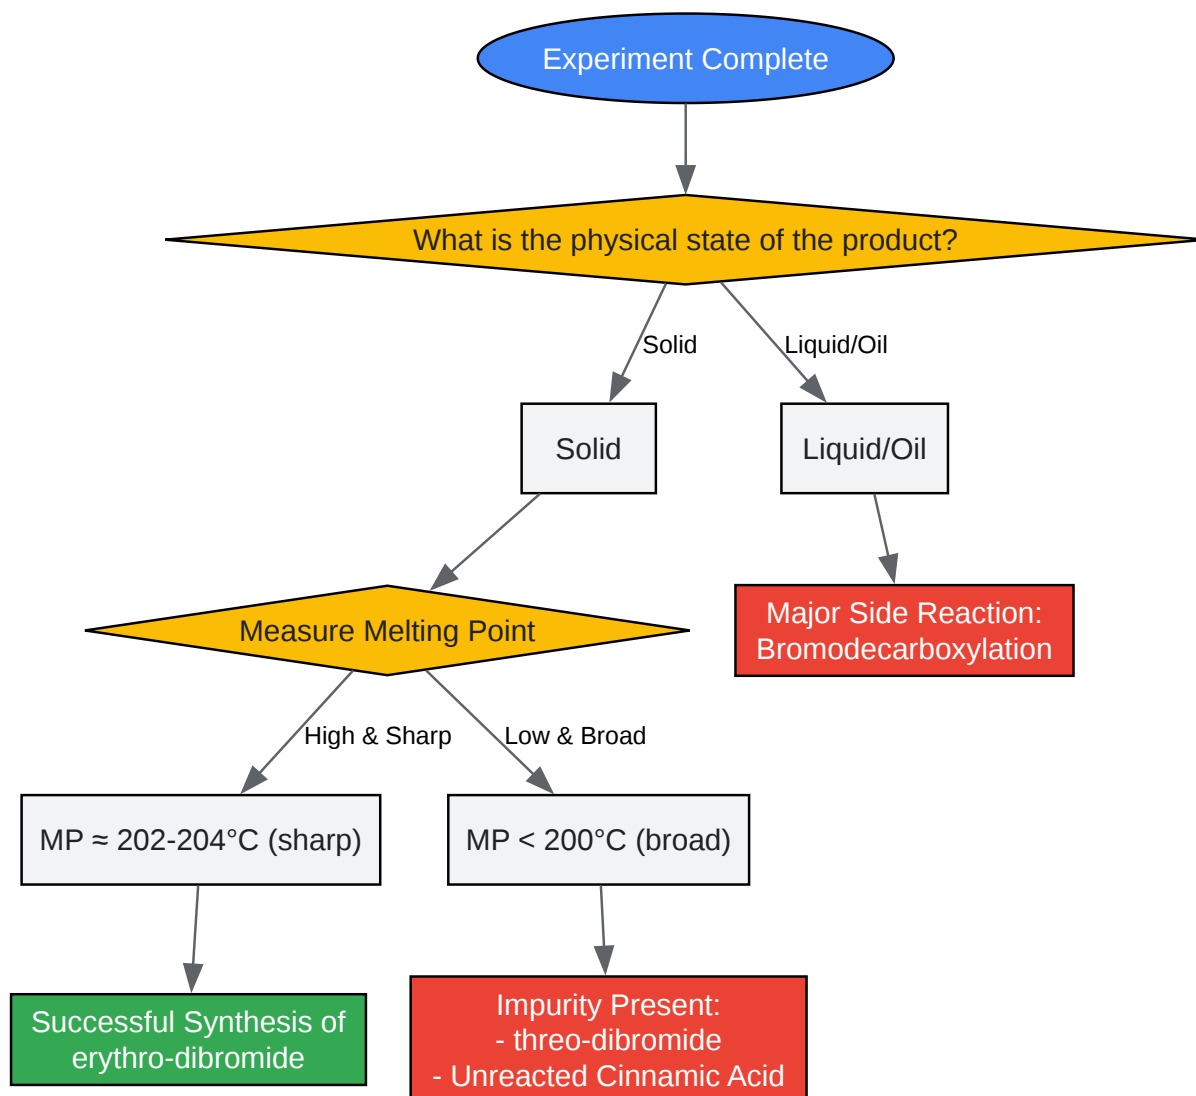 Experiment Complete
What is the physical state of the product?
Solid
Liquid/Oil
Solid
Liquid/Oil
Measure Melting Point
Major Side Reaction:
Bromodecarboxylation
High & Sharp
Low & Broad
MP ≈ 202-204°C (sharp)
MP < 200°C (broad)
Successful Synthesis of
erythro-dibromide
Impurity Present:
- threo-dibromide
- Unreacted Cinnamic Acid